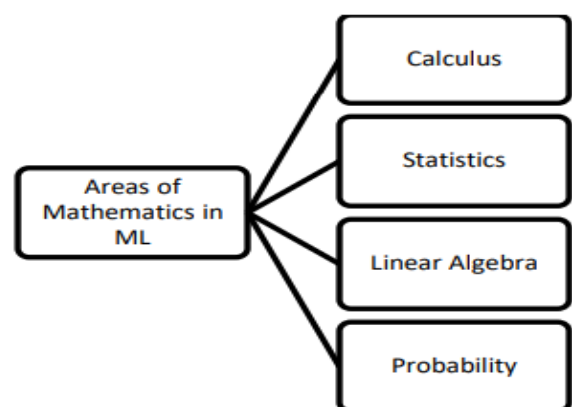 Areas of
Mathematics in
ML
Calculus
Statistics
Linear Algebra
Probability